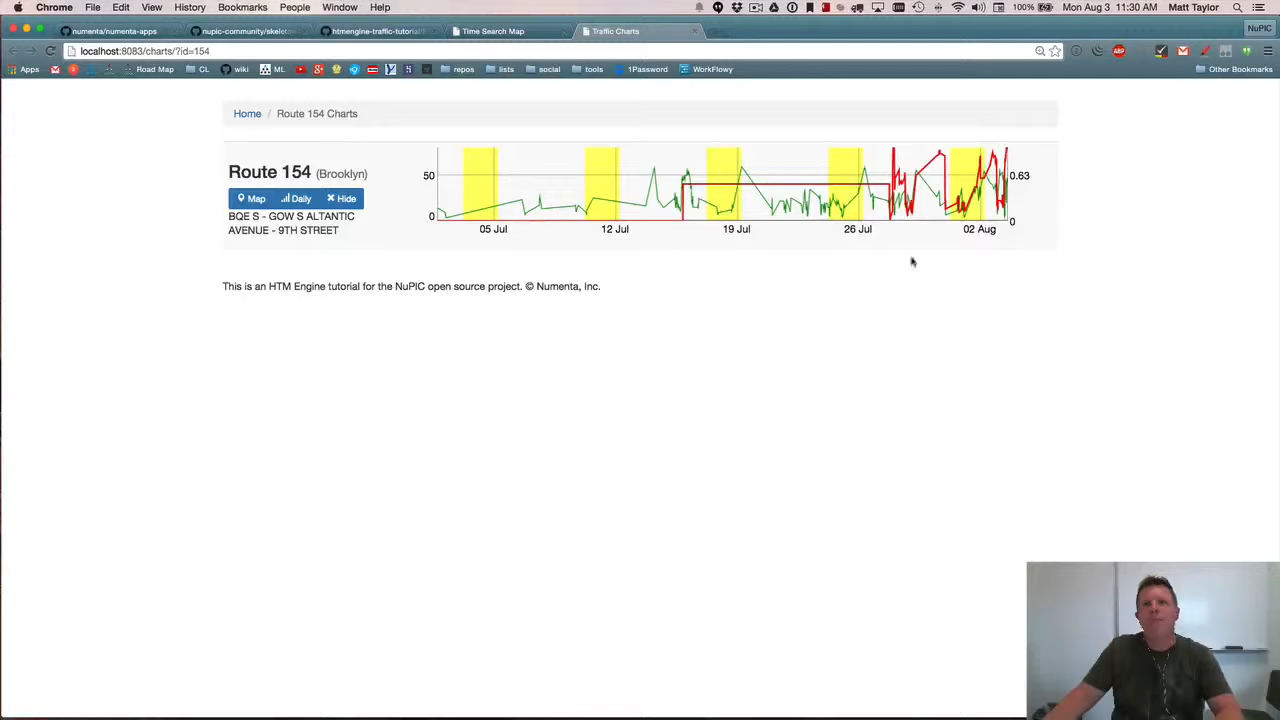 Chrome File Edit View History Bookmarks People Window Help
100% Mon Aug 3 11:30 AM Matt Taylor
numenta/numenta-apps
nupic-community/skeleto
htmengine-traffic-tutorial/
Time Search Map
Traffic Charts
NuPIC
localhost:8083/charts/?id=154
Apps Road Map CL wiki ML repos lists social tools 1Password WorkFlowy Other Bookmarks
Home / Route 154 Charts
Route 154 (Brooklyn)
Map Daily Hide
BQE S - GOW S ALTANTIC
AVENUE - 9TH STREET
50
0
0.63
0
05 Jul 12 Jul 19 Jul 26 Jul 02 Aug
This is an HTM Engine tutorial for the NuPIC open source project. © Numenta, Inc.